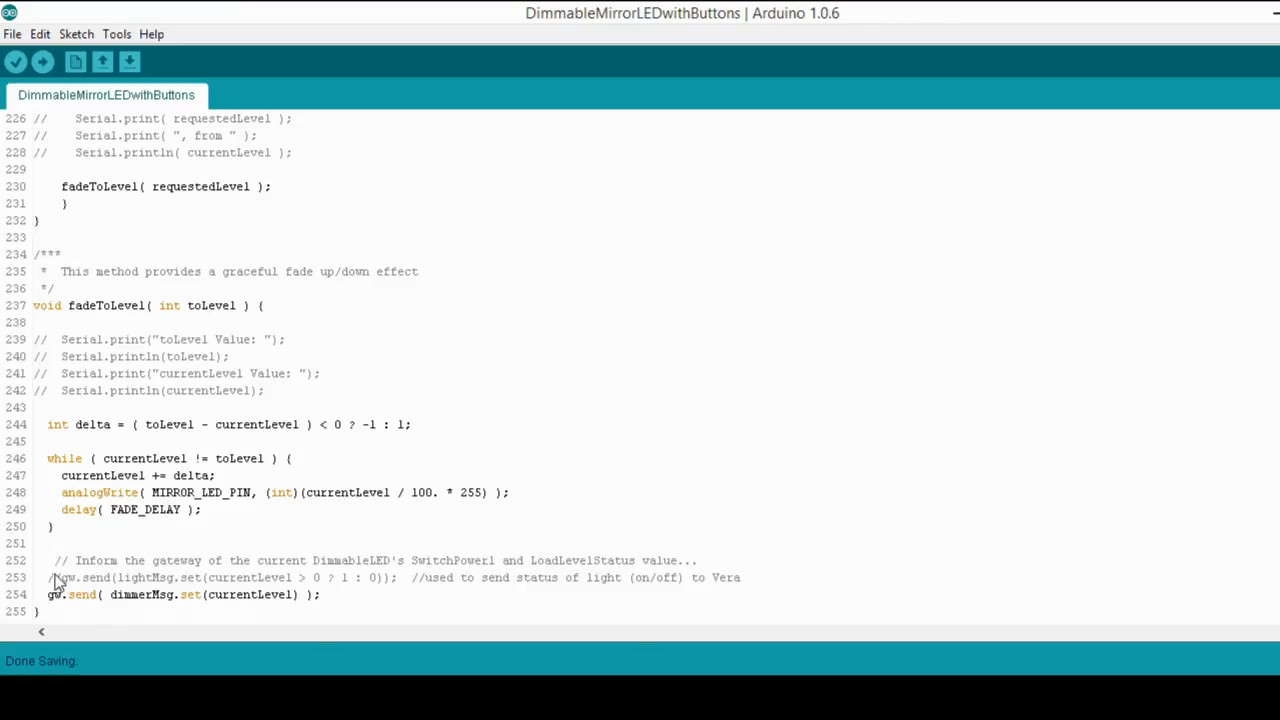 DimmableMirrorLEDwithButtons | Arduino 1.0.6
File Edit Sketch Tools Help
DimmableMirrorLEDwithButtons
226 //    Serial.print( requestedLevel );
227 //    Serial.print( ", from " );
228 //    Serial.println( currentLevel );
229
230     fadeToLevel( requestedLevel );
231     }
232 }
233
234 /***
235  *  This method provides a graceful fade up/down effect
236  */
237 void fadeToLevel( int toLevel ) {
238
239 //  Serial.print("toLevel Value: ");
240 //  Serial.println(toLevel);
241 //  Serial.print("currentLevel Value: ");
242 //  Serial.println(currentLevel);
243
244   int delta = ( toLevel - currentLevel ) < 0 ? -1 : 1;
245
246   while ( currentLevel != toLevel ) {
247     currentLevel += delta;
248     analogWrite( MIRROR_LED_PIN, (int)(currentLevel / 100. * 255) );
249     delay( FADE_DELAY );
250   }
251
252    // Inform the gateway of the current DimmableLED's SwitchPower1 and LoadLevelStatus value...
253   //gw.send(lightMsg.set(currentLevel > 0 ? 1 : 0));  //used to send status of light (on/off) to Vera
254   gw.send( dimmerMsg.set(currentLevel) );
255 }
Done Saving.